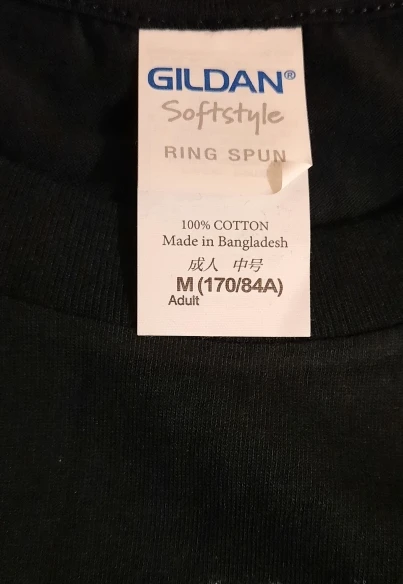 GILDAN®
Softstyle
RING SPUN
100% COTTON
Made in Bangladesh
成人 中号
M (170/84A)
Adult